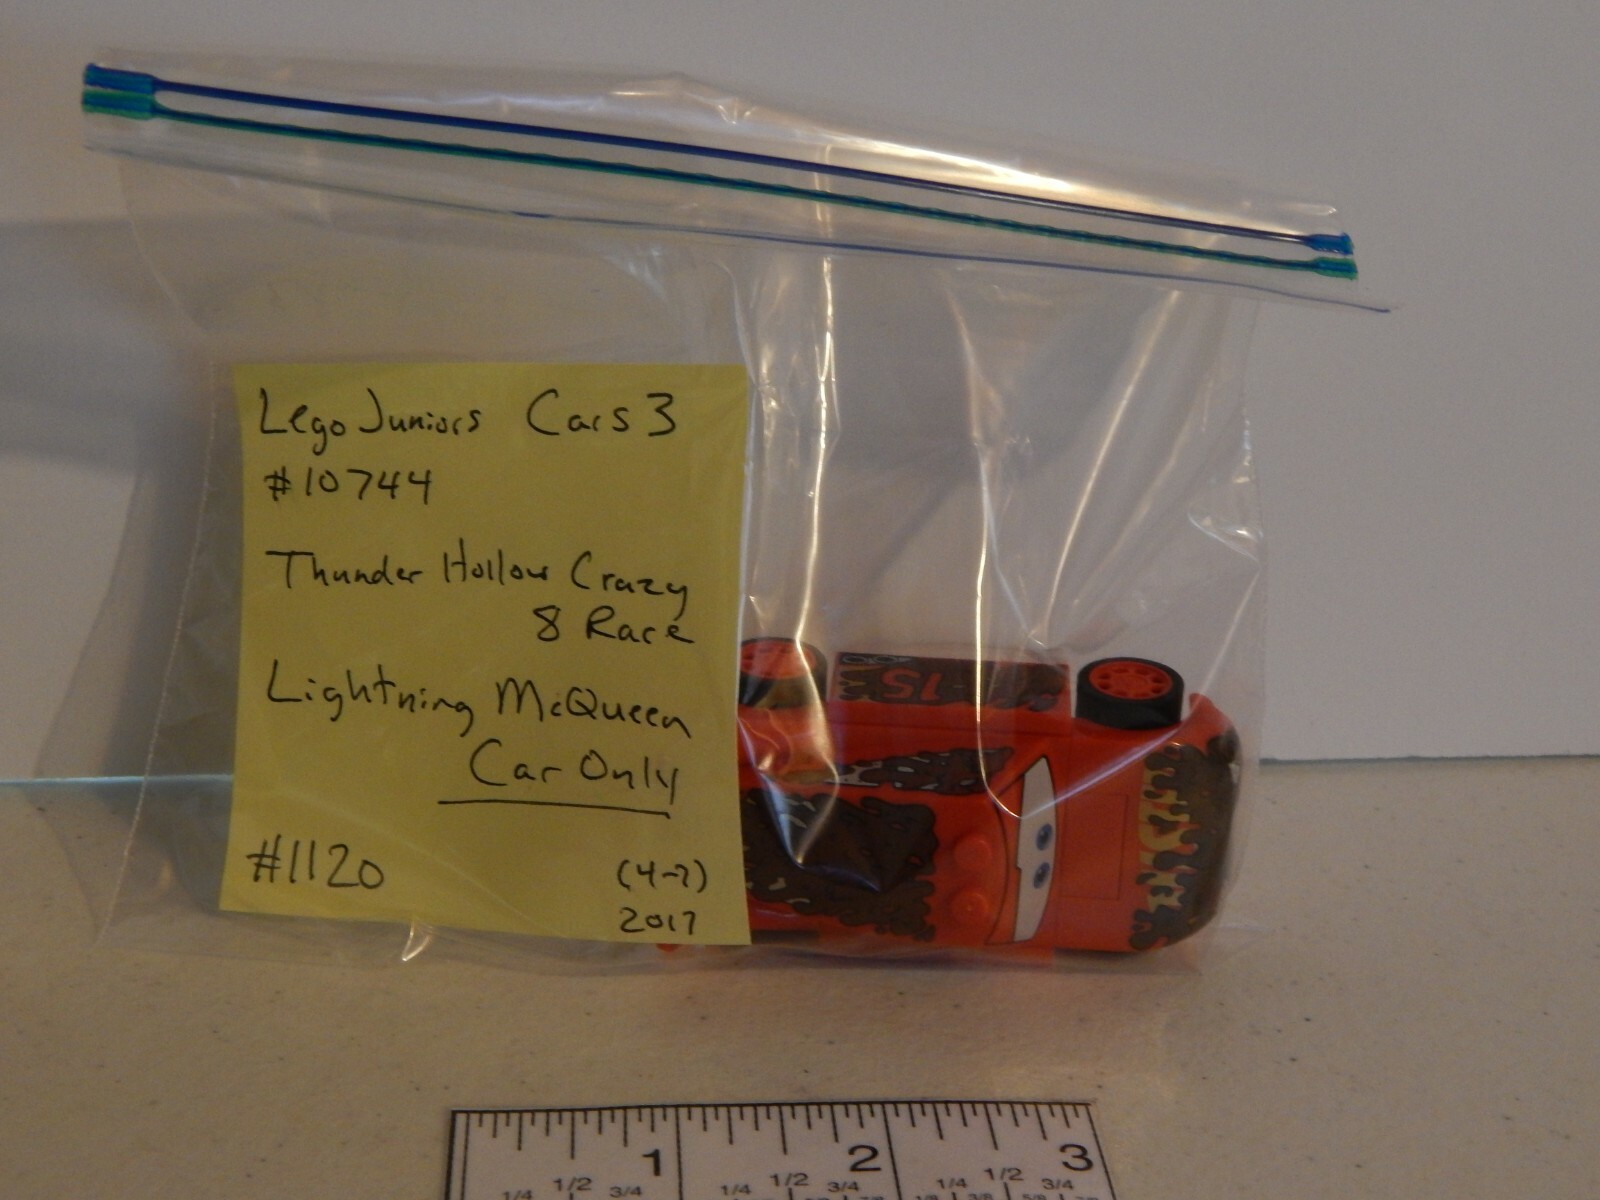 Lego Juniors Cars 3
#10744
Thunder Hollow Crazy
8 Race
Lightning McQueen
Car Only
#1120 (4-7)
2017
15
1 2 3
1/4 1/2 3/4 1/4 1/2 3/4 1/4 1/2 3/4